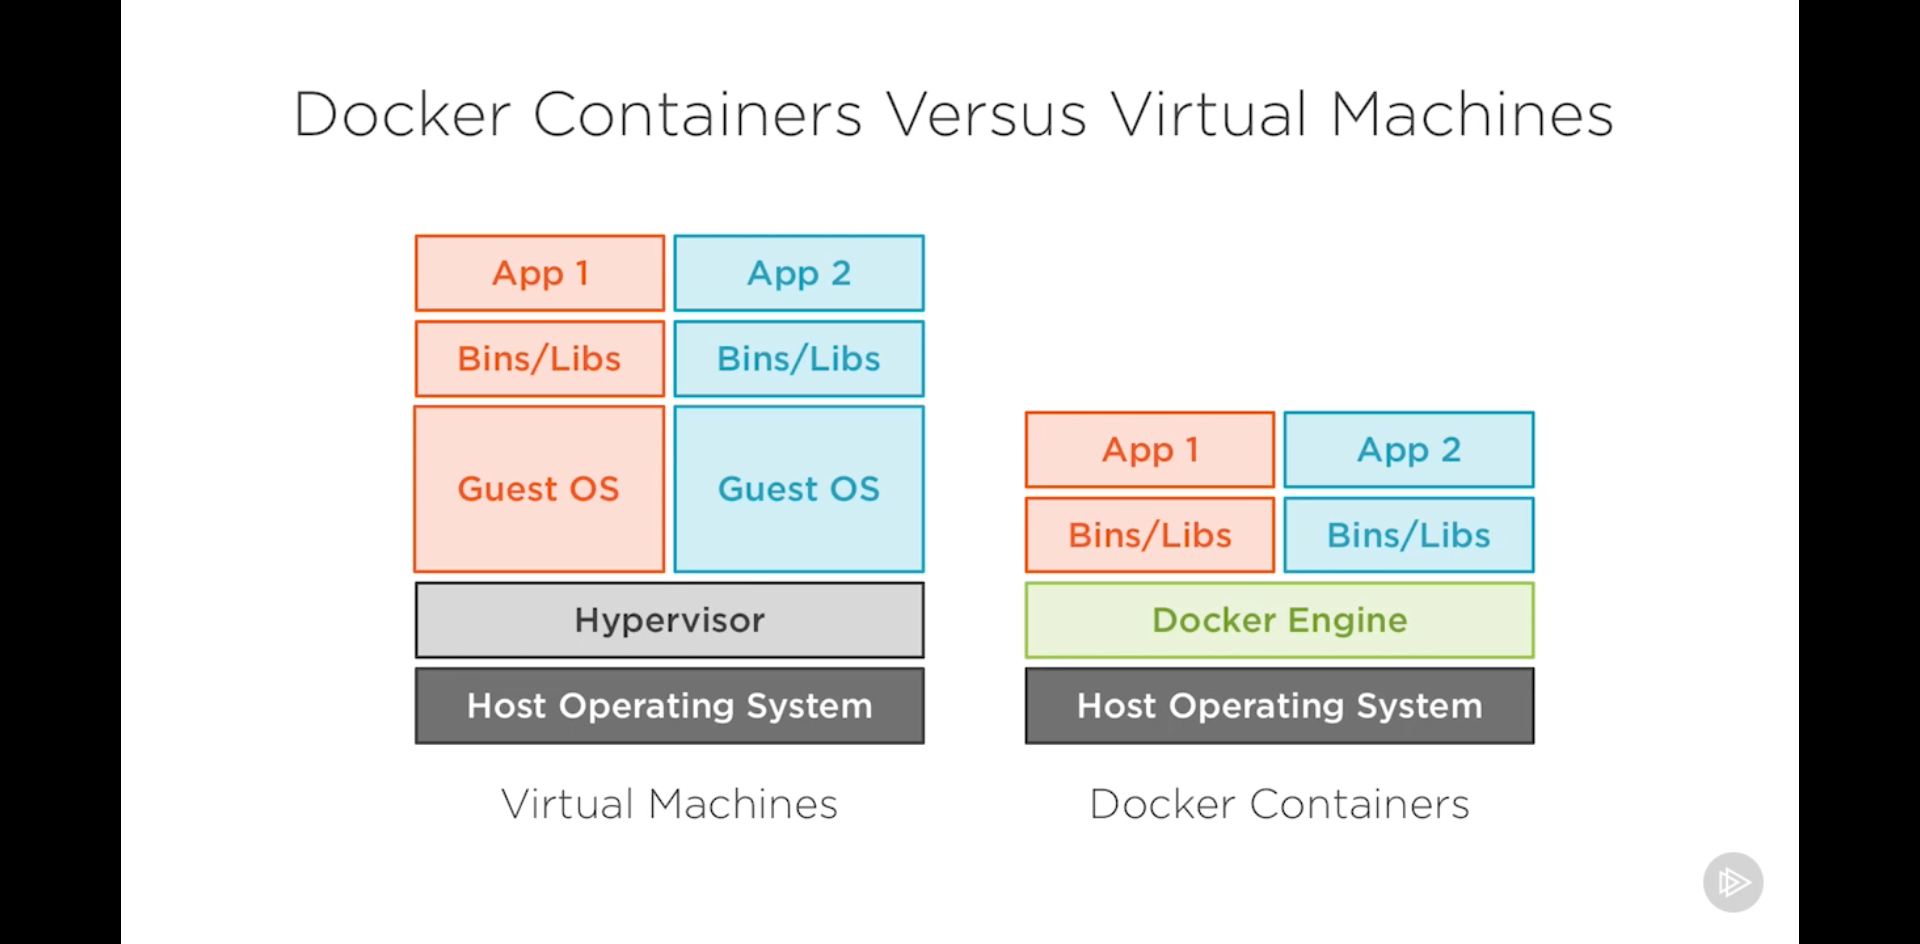 Docker Containers Versus Virtual Machines
App 1
App 2
Bins/Libs
Bins/Libs
Guest OS
Guest OS
Hypervisor
Host Operating System
Virtual Machines
App 1
App 2
Bins/Libs
Bins/Libs
Docker Engine
Host Operating System
Docker Containers